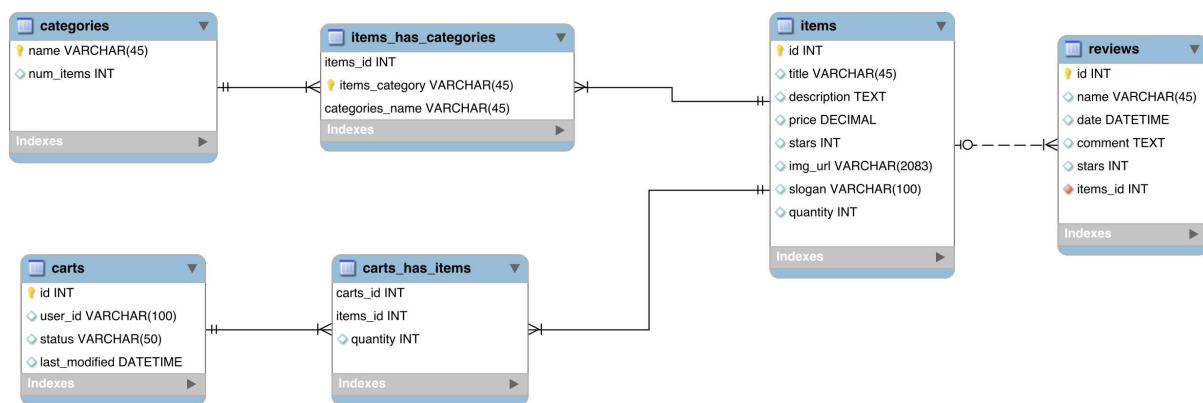 categories
name VARCHAR(45)
num_items INT
Indexes
items_has_categories
items_id INT
items_category VARCHAR(45)
categories_name VARCHAR(45)
Indexes
items
id INT
title VARCHAR(45)
description TEXT
price DECIMAL
stars INT
img_url VARCHAR(2083)
slogan VARCHAR(100)
quantity INT
Indexes
reviews
id INT
name VARCHAR(45)
date DATETIME
comment TEXT
stars INT
items_id INT
Indexes
carts
id INT
user_id VARCHAR(100)
status VARCHAR(50)
last_modified DATETIME
Indexes
carts_has_items
carts_id INT
items_id INT
quantity INT
Indexes